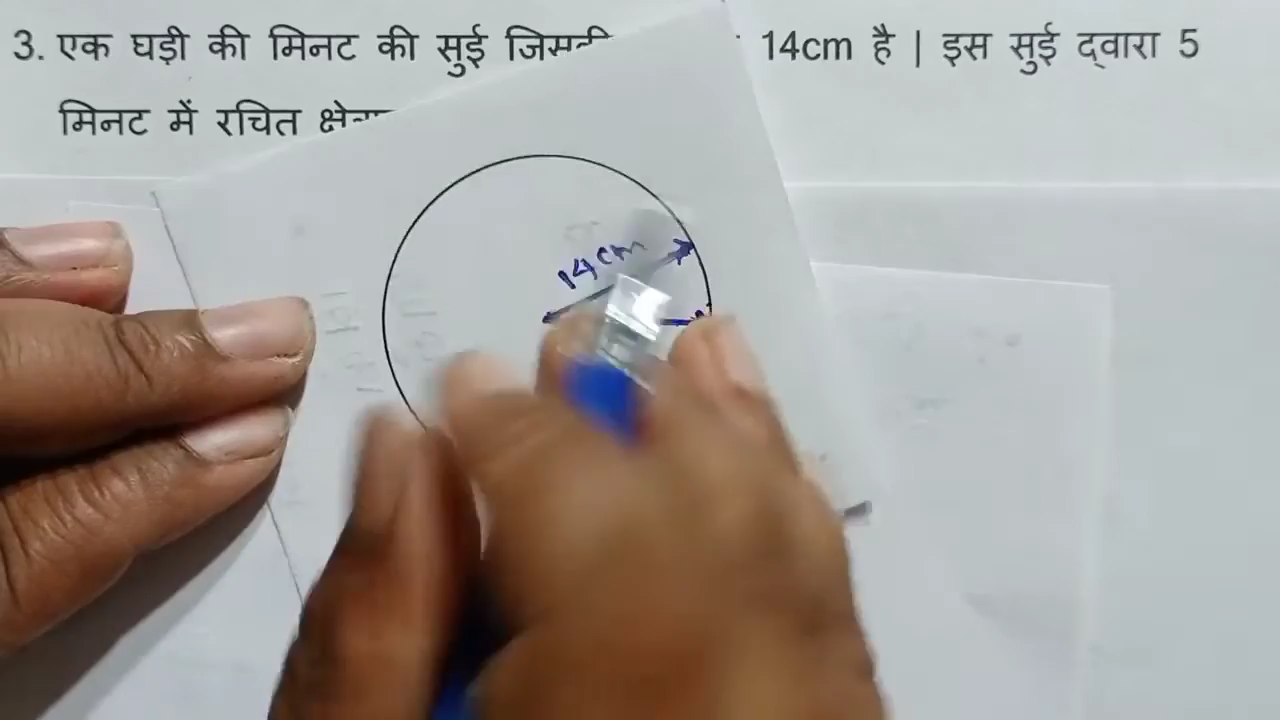 3. एक घड़ी की मिनट की सुई 14cm है | इस सुई द्वारा 5
मिनट में रचित
14cm